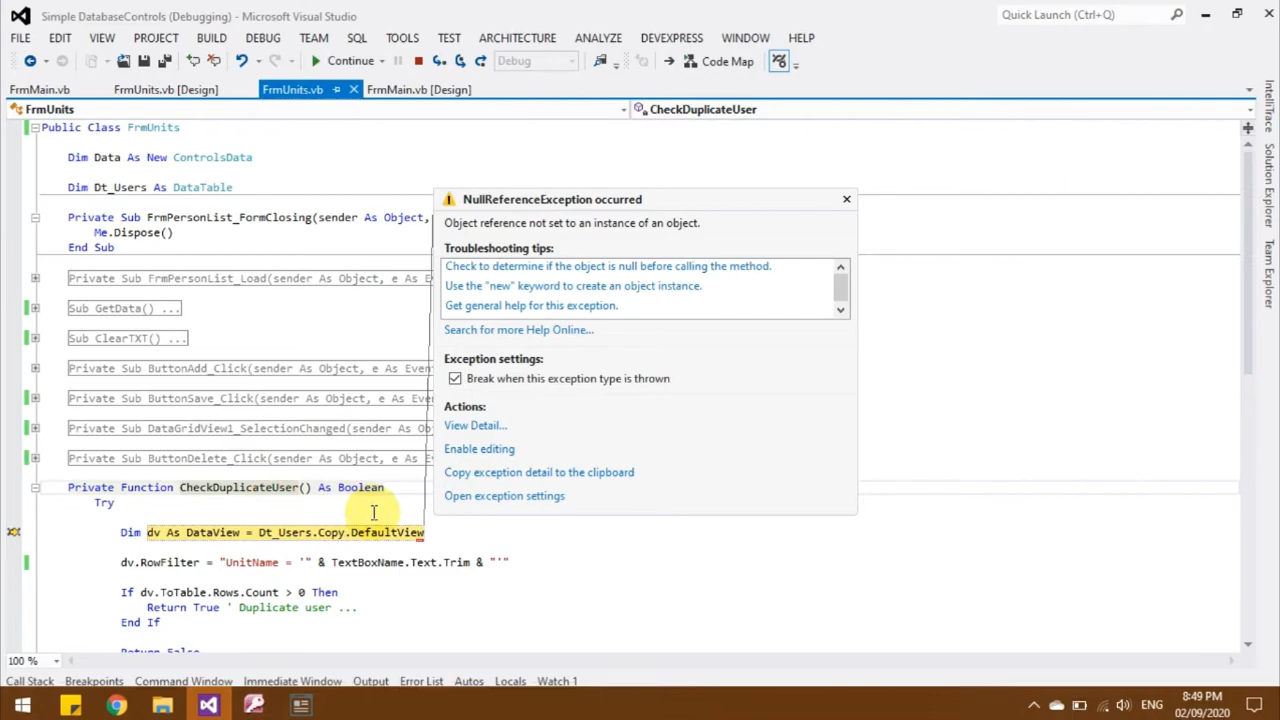 Simple DatabaseControls (Debugging) - Microsoft Visual Studio
Quick Launch (Ctrl+Q)
FILE EDIT VIEW PROJECT BUILD DEBUG TEAM SQL TOOLS TEST ARCHITECTURE ANALYZE DEVEXPRESS WINDOW HELP
Continue Debug Code Map
FrmMain.vb FrmUnits.vb [Design] FrmUnits.vb FrmMain.vb [Design]
FrmUnits CheckDuplicateUser
Public Class FrmUnits
Dim Data As New ControlsData
Dim Dt_Users As DataTable
Private Sub FrmPersonList_FormClosing(sender As Object,
Me.Dispose()
End Sub
Private Sub FrmPersonList_Load(sender As Object, e As Ev
Sub GetData() ...
Sub ClearTXT() ...
Private Sub ButtonAdd_Click(sender As Object, e As Even
Private Sub ButtonSave_Click(sender As Object, e As Eve
Private Sub DataGridView1_SelectionChanged(sender As Ob
Private Sub ButtonDelete_Click(sender As Object, e As E
Private Function CheckDuplicateUser() As Boolean
Try
Dim dv As DataView = Dt_Users.Copy.DefaultView
dv.RowFilter = "UnitName = '" & TextBoxName.Text.Trim & "'"
If dv.ToTable.Rows.Count > 0 Then
Return True ' Duplicate user ...
End If
Return False
NullReferenceException occurred
Object reference not set to an instance of an object.
Troubleshooting tips:
Check to determine if the object is null before calling the method.
Use the "new" keyword to create an object instance.
Get general help for this exception.
Search for more Help Online...
Exception settings:
Break when this exception type is thrown
Actions:
View Detail...
Enable editing
Copy exception detail to the clipboard
Open exception settings
IntelliTrace
Solution Explorer
Team Explorer
100 %
Call Stack Breakpoints Command Window Immediate Window Output Error List Autos Locals Watch 1
ENG
8:49 PM
02/09/2020